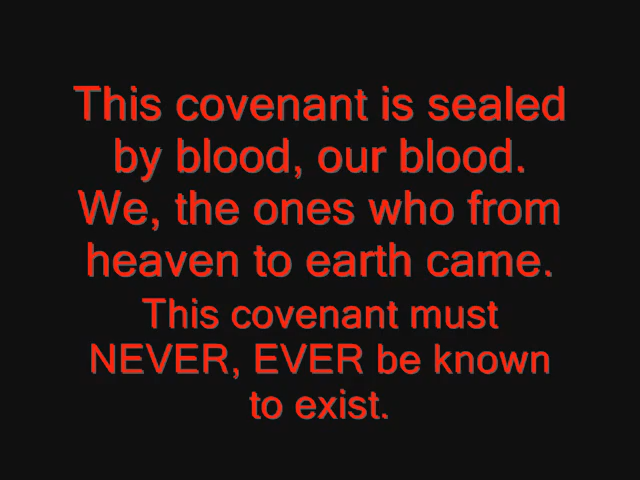 This covenant is sealed
by blood, our blood.
We, the ones who from
heaven to earth came.
This covenant must
NEVER, EVER be known
to exist.